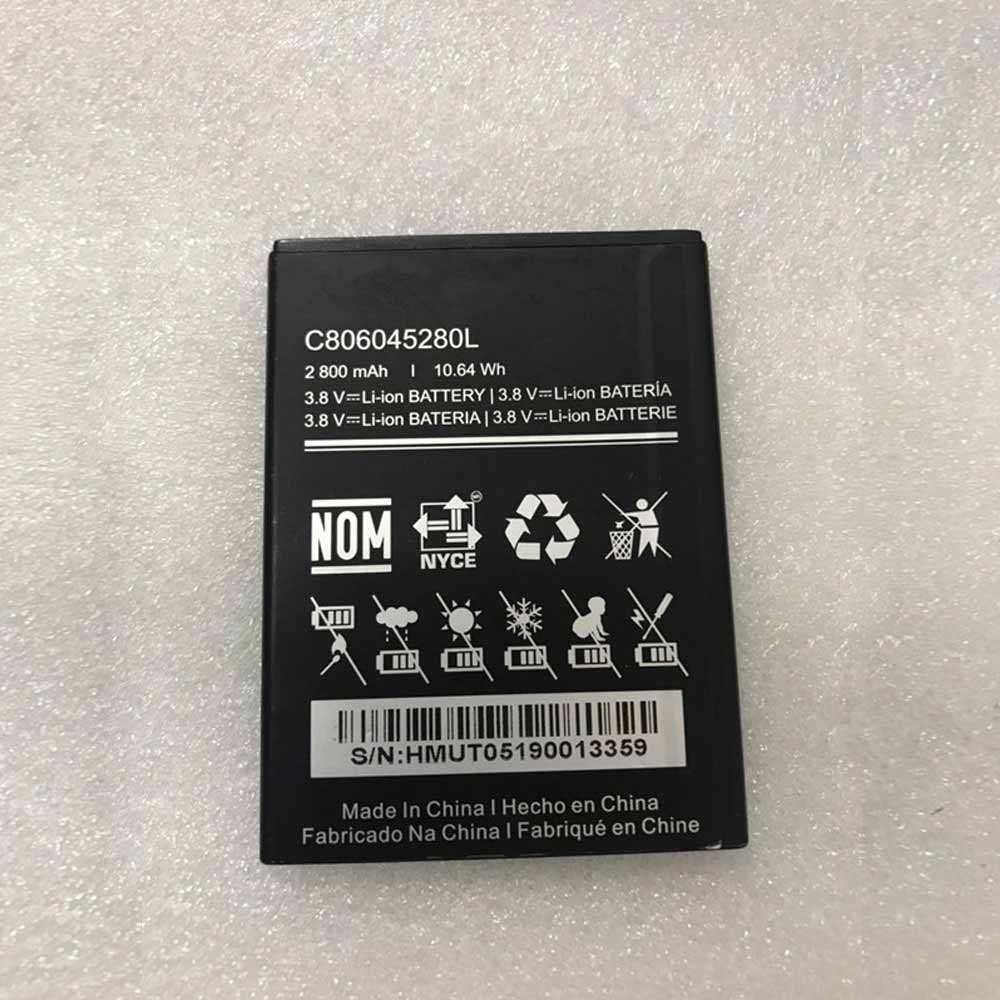 C806045280L
2 800 mAh I 10.64 Wh
3.8 V⎓Li-ion BATTERY | 3.8 V⎓Li-ion BATERÍA
3.8 V⎓Li-ion BATERIA | 3.8 V⎓Li-ion BATTERIE
NOM
NYCE
S/N:HMUT05190013359
Made In China I Hecho en China
Fabricado Na China I Fabriqué en Chine